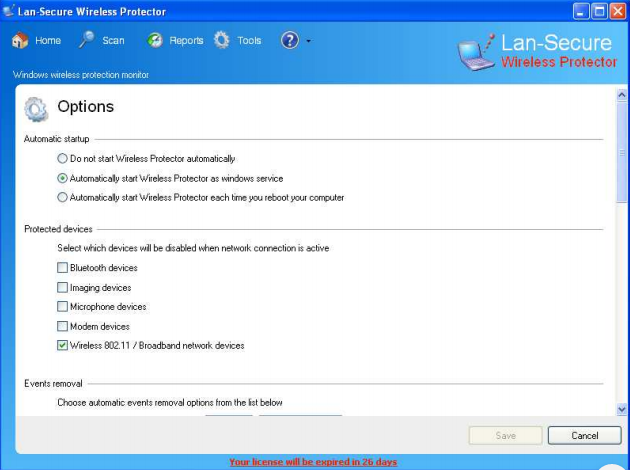 Lan-Secure Wireless Protector
Home Scan Reports Tools ?
Lan-Secure
Wireless Protector
Windows wireless protection monitor
Options
Automatic startup
Do not start Wireless Protector automatically
Automatically start Wireless Protector as windows service
Automatically start Wireless Protector each time you reboot your computer
Protected devices
Select which devices will be disabled when network connection is active
Bluetooth devices
Imaging devices
Microphone devices
Modem devices
Wireless 802.11 / Broadband network devices
Events removal
Choose automatic events removal options from the list below
Save Cancel
Your license will be expired in 26 days